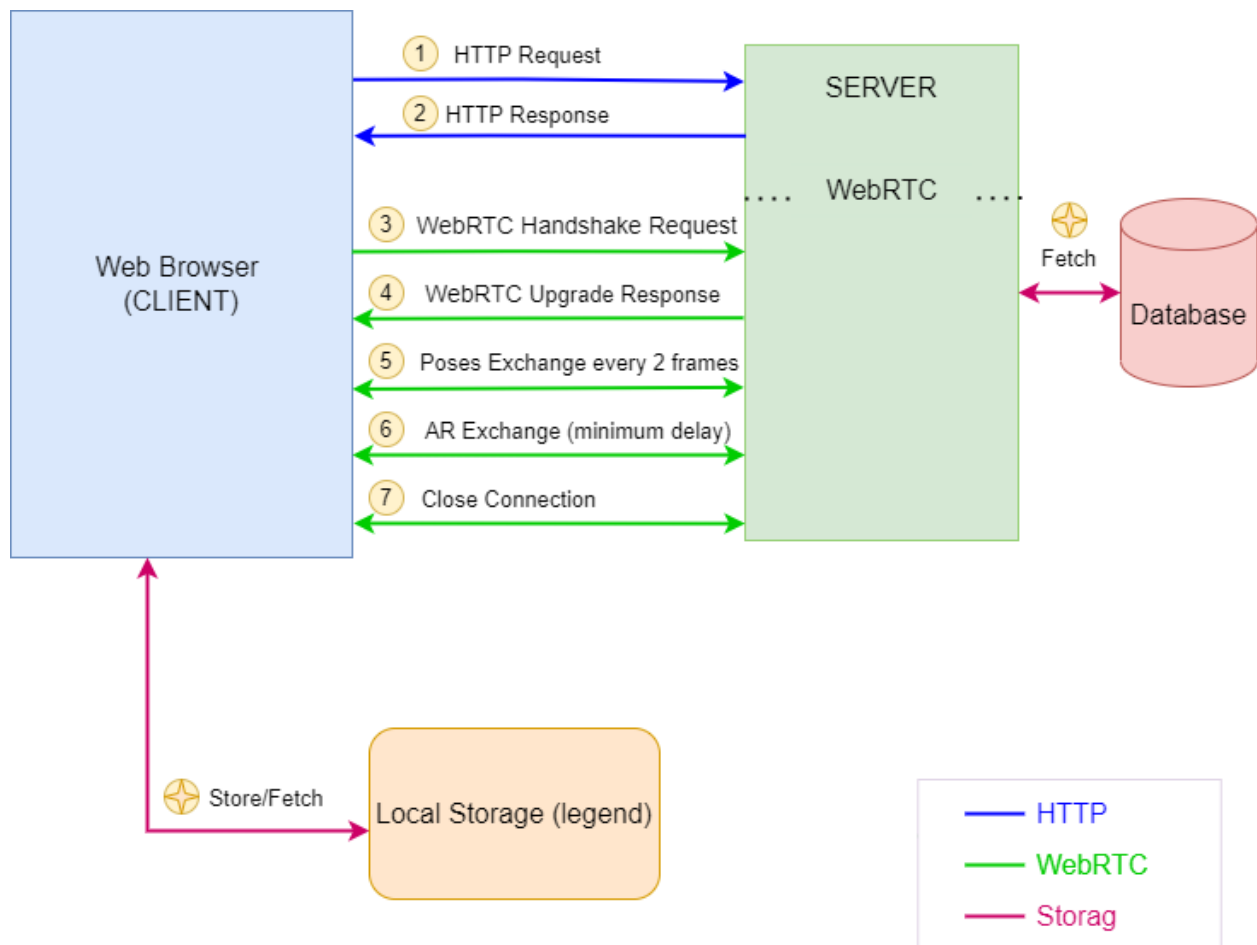 1 HTTP Request
SERVER
2 HTTP Response
.... WebRTC ....
3 WebRTC Handshake Request
Web Browser
(CLIENT)
Fetch
4 WebRTC Upgrade Response
Database
5 Poses Exchange every 2 frames
6 AR Exchange (minimum delay)
7 Close Connection
Store/Fetch
Local Storage (legend)
HTTP
WebRTC
Storag